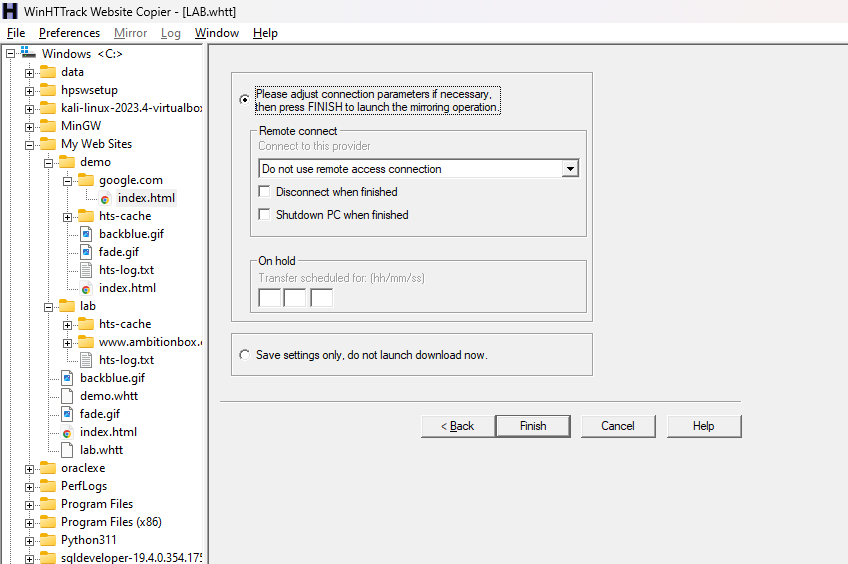 WinHTTrack Website Copier - [LAB.whtt]
File Preferences Mirror Log Window Help
Windows <C:>
data
hpswsetup
kali-linux-2023.4-virtualbox
MinGW
My Web Sites
demo
google.com
index.html
hts-cache
backblue.gif
fade.gif
hts-log.txt
index.html
lab
hts-cache
www.ambitionbox.
hts-log.txt
backblue.gif
demo.whtt
fade.gif
index.html
lab.whtt
oraclexe
PerfLogs
Program Files
Program Files (x86)
Python311
sqldeveloper-19.4.0.354.175
Please adjust connection parameters if necessary,
then press FINISH to launch the mirroring operation.
Remote connect
Connect to this provider
Do not use remote access connection
Disconnect when finished
Shutdown PC when finished
On hold
Transfer scheduled for: (hh/mm/ss)
Save settings only, do not launch download now.
< Back Finish Cancel Help